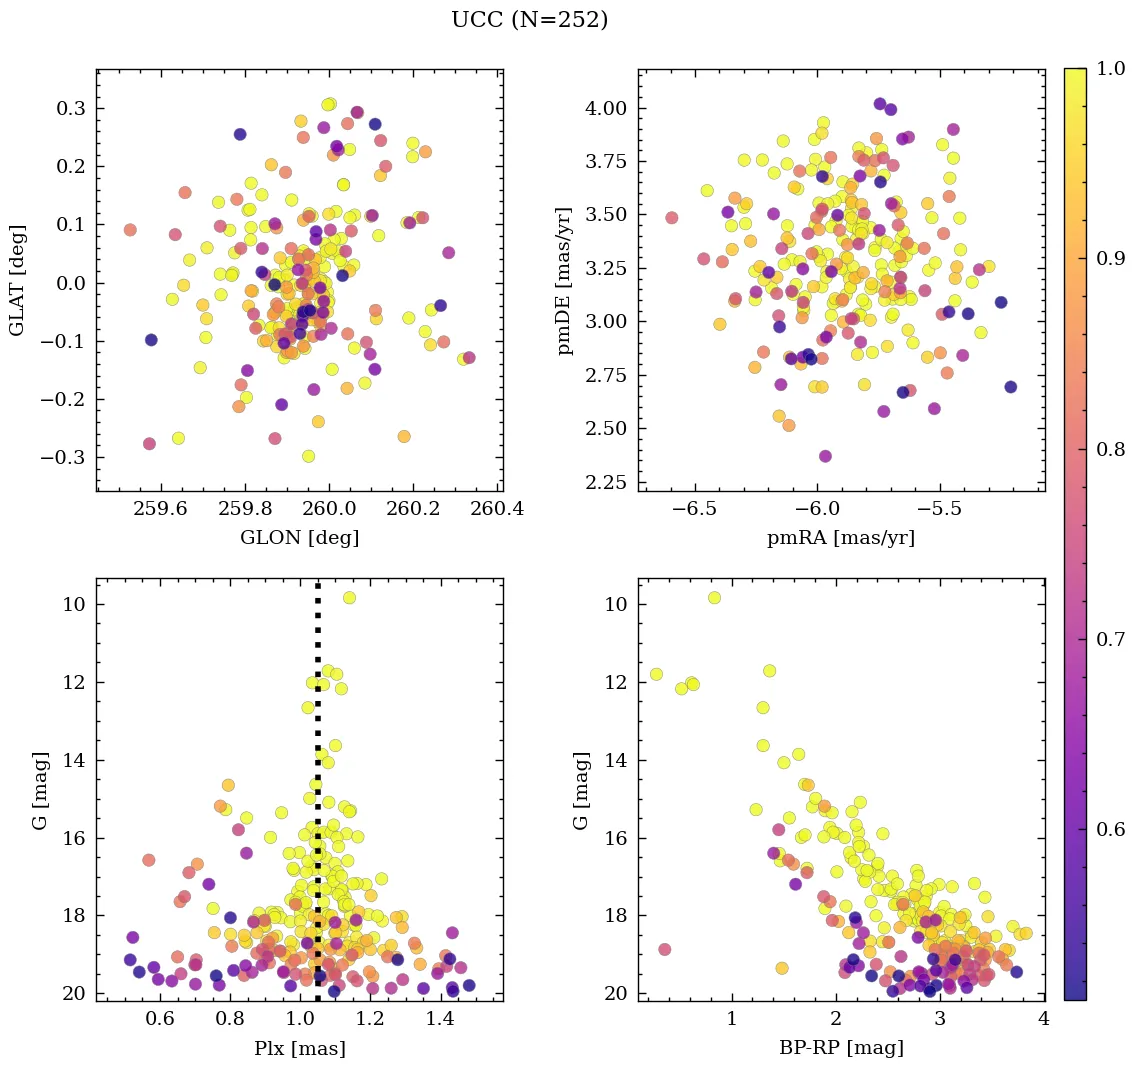 UCC (N=252)
0.3
0.2
0.1
0.0
−0.1
−0.2
−0.3
GLAT [deg]
259.6 259.8 260.0 260.2 260.4
GLON [deg]
4.00
3.75
3.50
3.25
3.00
2.75
2.50
2.25
pmDE [mas/yr]
−6.5 −6.0 −5.5
pmRA [mas/yr]
10
12
14
16
18
20
G [mag]
0.6 0.8 1.0 1.2 1.4
Plx [mas]
10
12
14
16
18
20
G [mag]
1 2 3 4
BP-RP [mag]
1.0
0.9
0.8
0.7
0.6